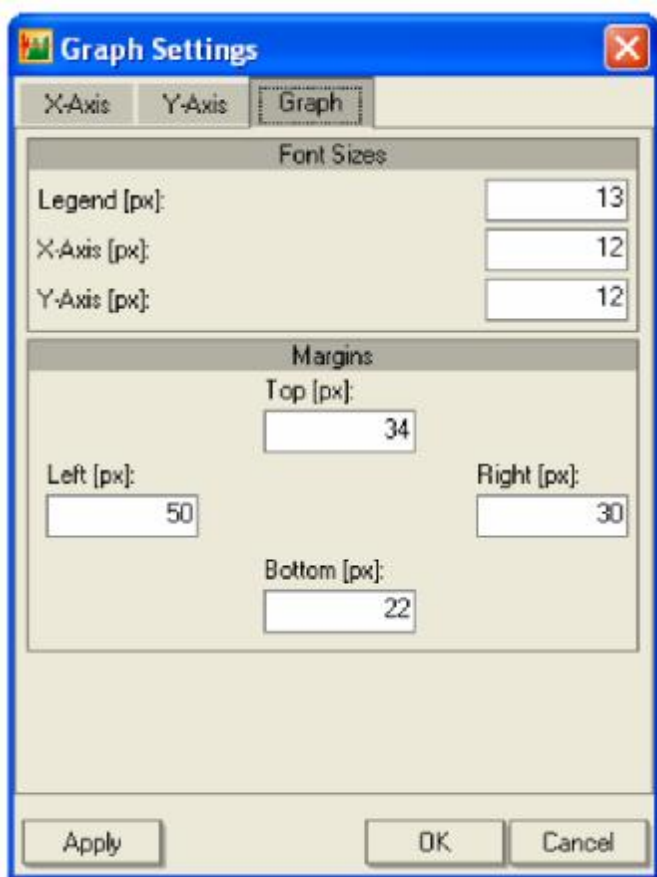 Graph Settings
X-Axis Y-Axis Graph
Font Sizes
Legend [px]: 13
X-Axis [px]: 12
Y-Axis [px]: 12
Margins
Top [px]:
34
Left [px]: Right [px]:
50 30
Bottom [px]:
22
Apply OK Cancel